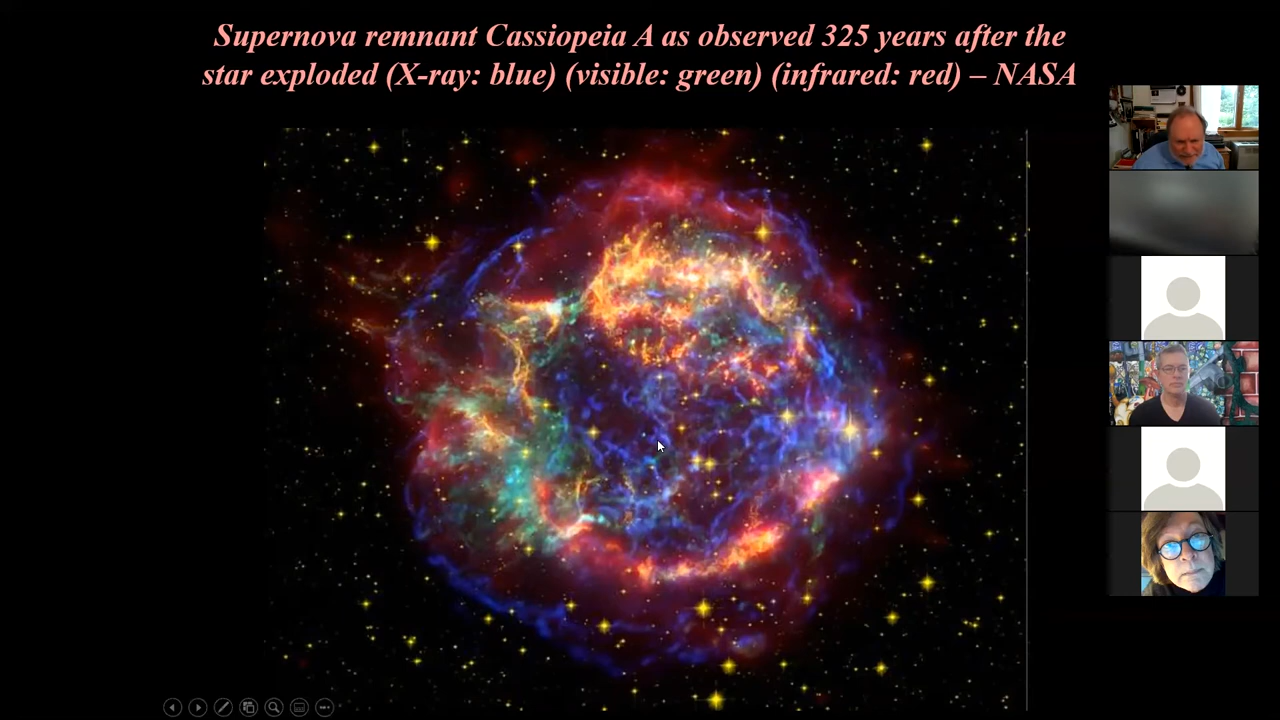 Supernova remnant Cassiopeia A as observed 325 years after the
star exploded (X-ray: blue) (visible: green) (infrared: red) – NASA